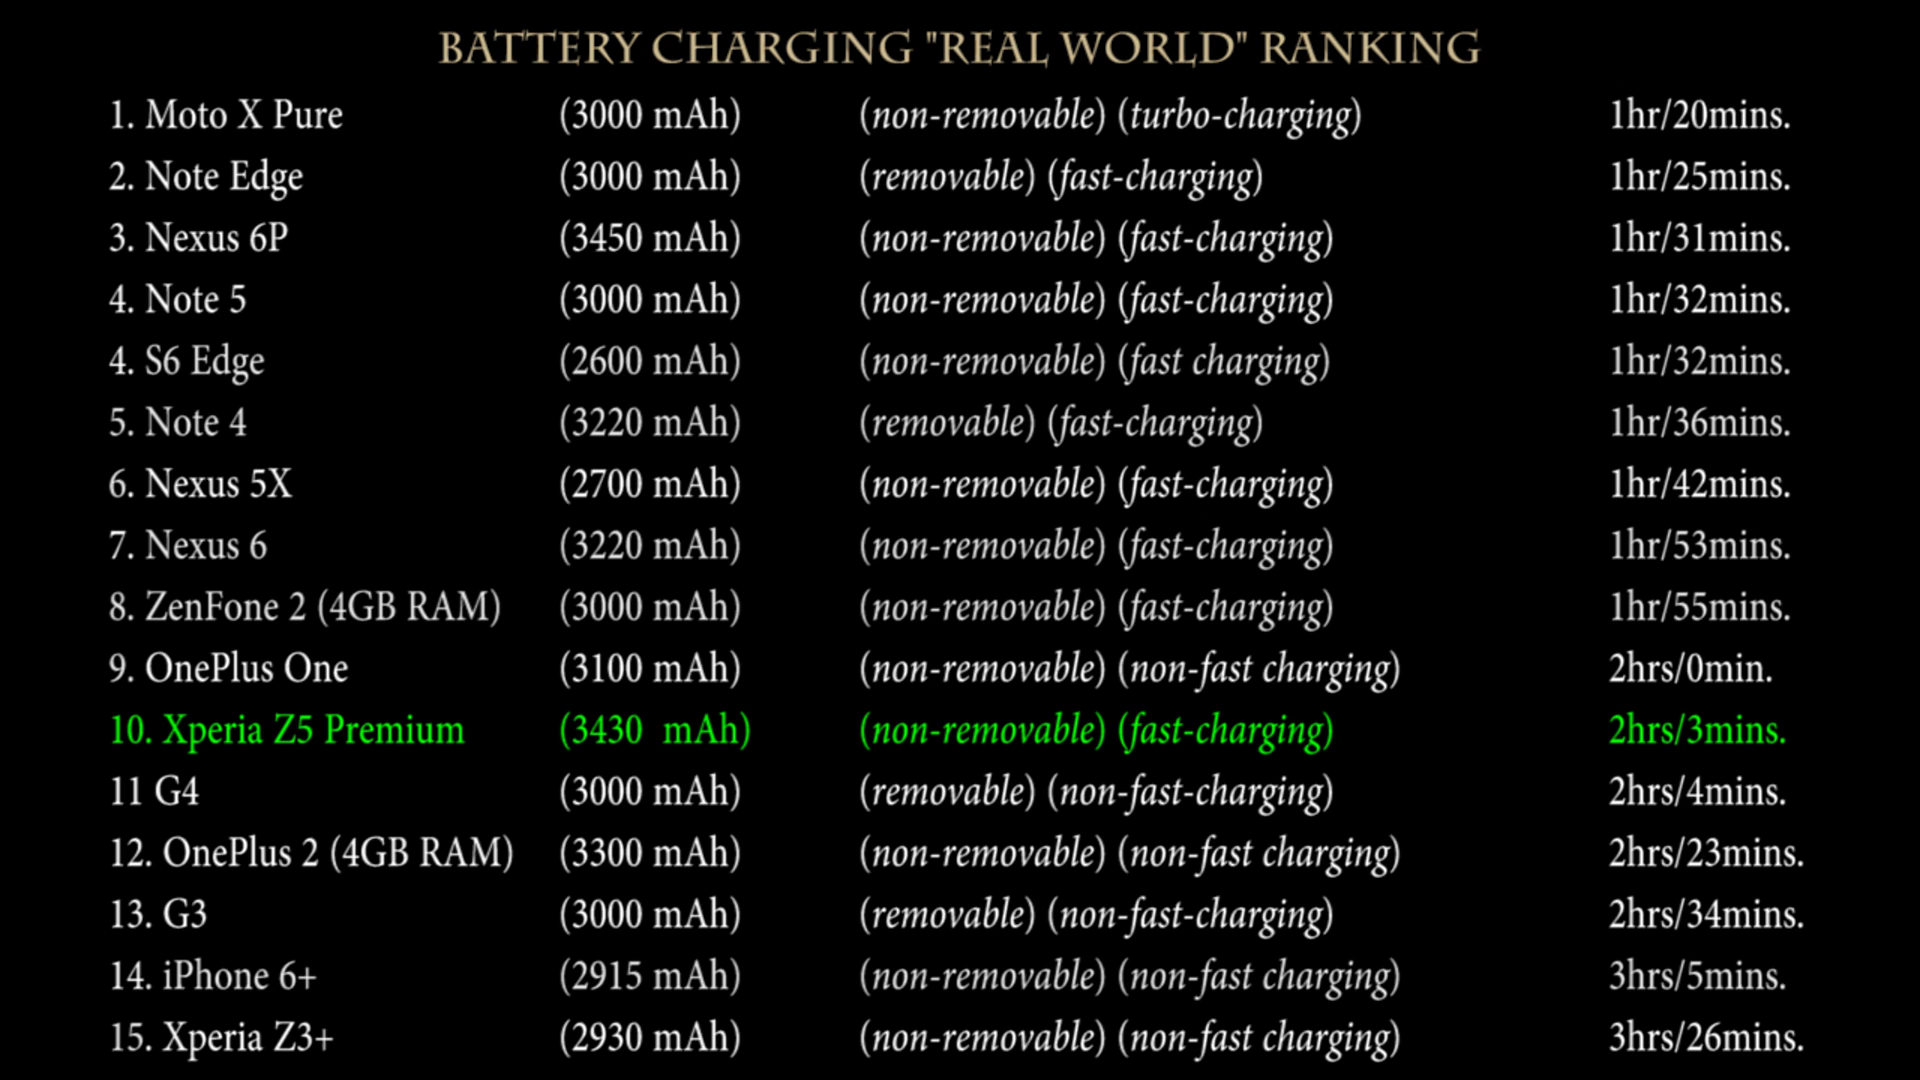 BATTERY CHARGING "REAL WORLD" RANKING
1. Moto X Pure (3000 mAh) (non-removable) (turbo-charging) 1hr/20mins.
2. Note Edge (3000 mAh) (removable) (fast-charging) 1hr/25mins.
3. Nexus 6P (3450 mAh) (non-removable) (fast-charging) 1hr/31mins.
4. Note 5 (3000 mAh) (non-removable) (fast-charging) 1hr/32mins.
4. S6 Edge (2600 mAh) (non-removable) (fast charging) 1hr/32mins.
5. Note 4 (3220 mAh) (removable) (fast-charging) 1hr/36mins.
6. Nexus 5X (2700 mAh) (non-removable) (fast-charging) 1hr/42mins.
7. Nexus 6 (3220 mAh) (non-removable) (fast-charging) 1hr/53mins.
8. ZenFone 2 (4GB RAM) (3000 mAh) (non-removable) (fast-charging) 1hr/55mins.
9. OnePlus One (3100 mAh) (non-removable) (non-fast charging) 2hrs/0min.
10. Xperia Z5 Premium (3430 mAh) (non-removable) (fast-charging) 2hrs/3mins.
11 G4 (3000 mAh) (removable) (non-fast-charging) 2hrs/4mins.
12. OnePlus 2 (4GB RAM) (3300 mAh) (non-removable) (non-fast charging) 2hrs/23mins.
13. G3 (3000 mAh) (removable) (non-fast-charging) 2hrs/34mins.
14. iPhone 6+ (2915 mAh) (non-removable) (non-fast charging) 3hrs/5mins.
15. Xperia Z3+ (2930 mAh) (non-removable) (non-fast charging) 3hrs/26mins.